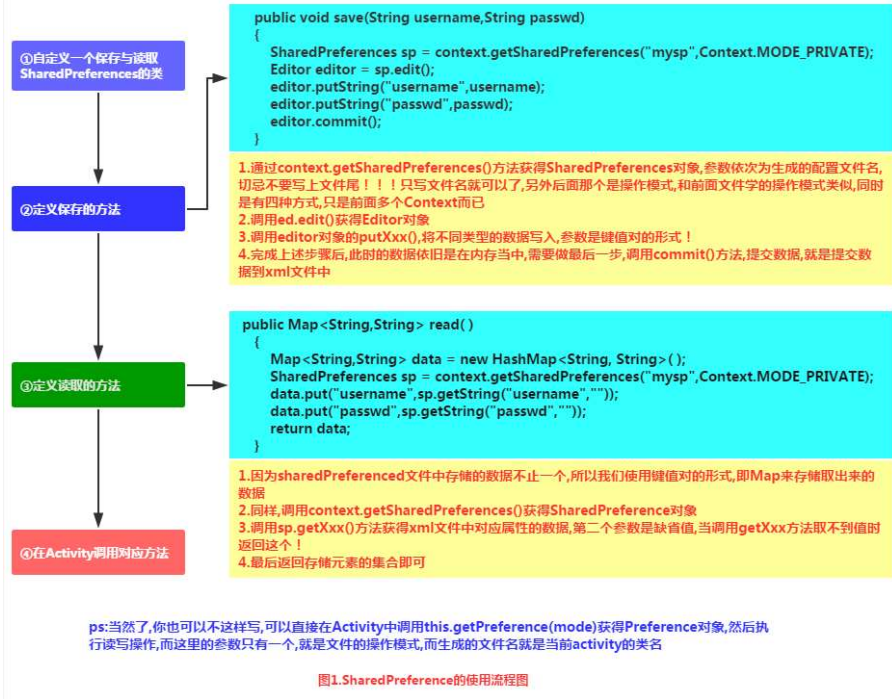 ①自定义一个保存与读取
SharedPreferences的类
public void save(String username,String passwd)
{
SharedPreferences sp = context.getSharedPreferences("mysp",Context.MODE_PRIVATE);
Editor editor = sp.edit();
editor.putString("username",username);
editor.putString("passwd",passwd);
editor.commit();
}
②定义保存的方法
1.通过context.getSharedPreferences()方法获得SharedPreferences对象,参数依次为生成的配置文件名,
切忌不要写上文件尾！！！只写文件名就可以了,另外后面那个是操作模式,和前面文件学的操作模式类似,同时
是有四种方式,只是前面多个Context而已
2.调用ed.edit()获得Editor对象
3.调用editor对象的putXxx(),将不同类型的数据写入,参数是键值对的形式！
4.完成上述步骤后,此时的数据依旧是在内存当中,需要做最后一步,调用commit()方法,提交数据,就是提交数
据到xml文件中
③定义读取的方法
public Map<String,String> read( )
{
Map<String,String> data = new HashMap<String, String>( );
SharedPreferences sp = context.getSharedPreferences("mysp",Context.MODE_PRIVATE);
data.put("username",sp.getString("username",""));
data.put("passwd",sp.getString("passwd",""));
return data;
}
1.因为sharedPreferenced文件中存储的数据不止一个,所以我们使用键值对的形式,即Map来存储取出来的
数据
2.同样,调用context.getSharedPreferences()获得SharedPreference对象
3.调用sp.getXxx()方法获得xml文件中对应属性的数据,第二个参数是缺省值,当调用getXxx方法取不到值时
返回这个！
4.最后返回存储元素的集合即可
④在Activity调用对应方法
ps:当然了,你也可以不这样写,可以直接在Activity中调用this.getPreference(mode)获得Preference对象,然后执
行读写操作,而这里的参数只有一个,就是文件的操作模式,而生成的文件名就是当前activity的类名
图1.SharedPreference的使用流程图